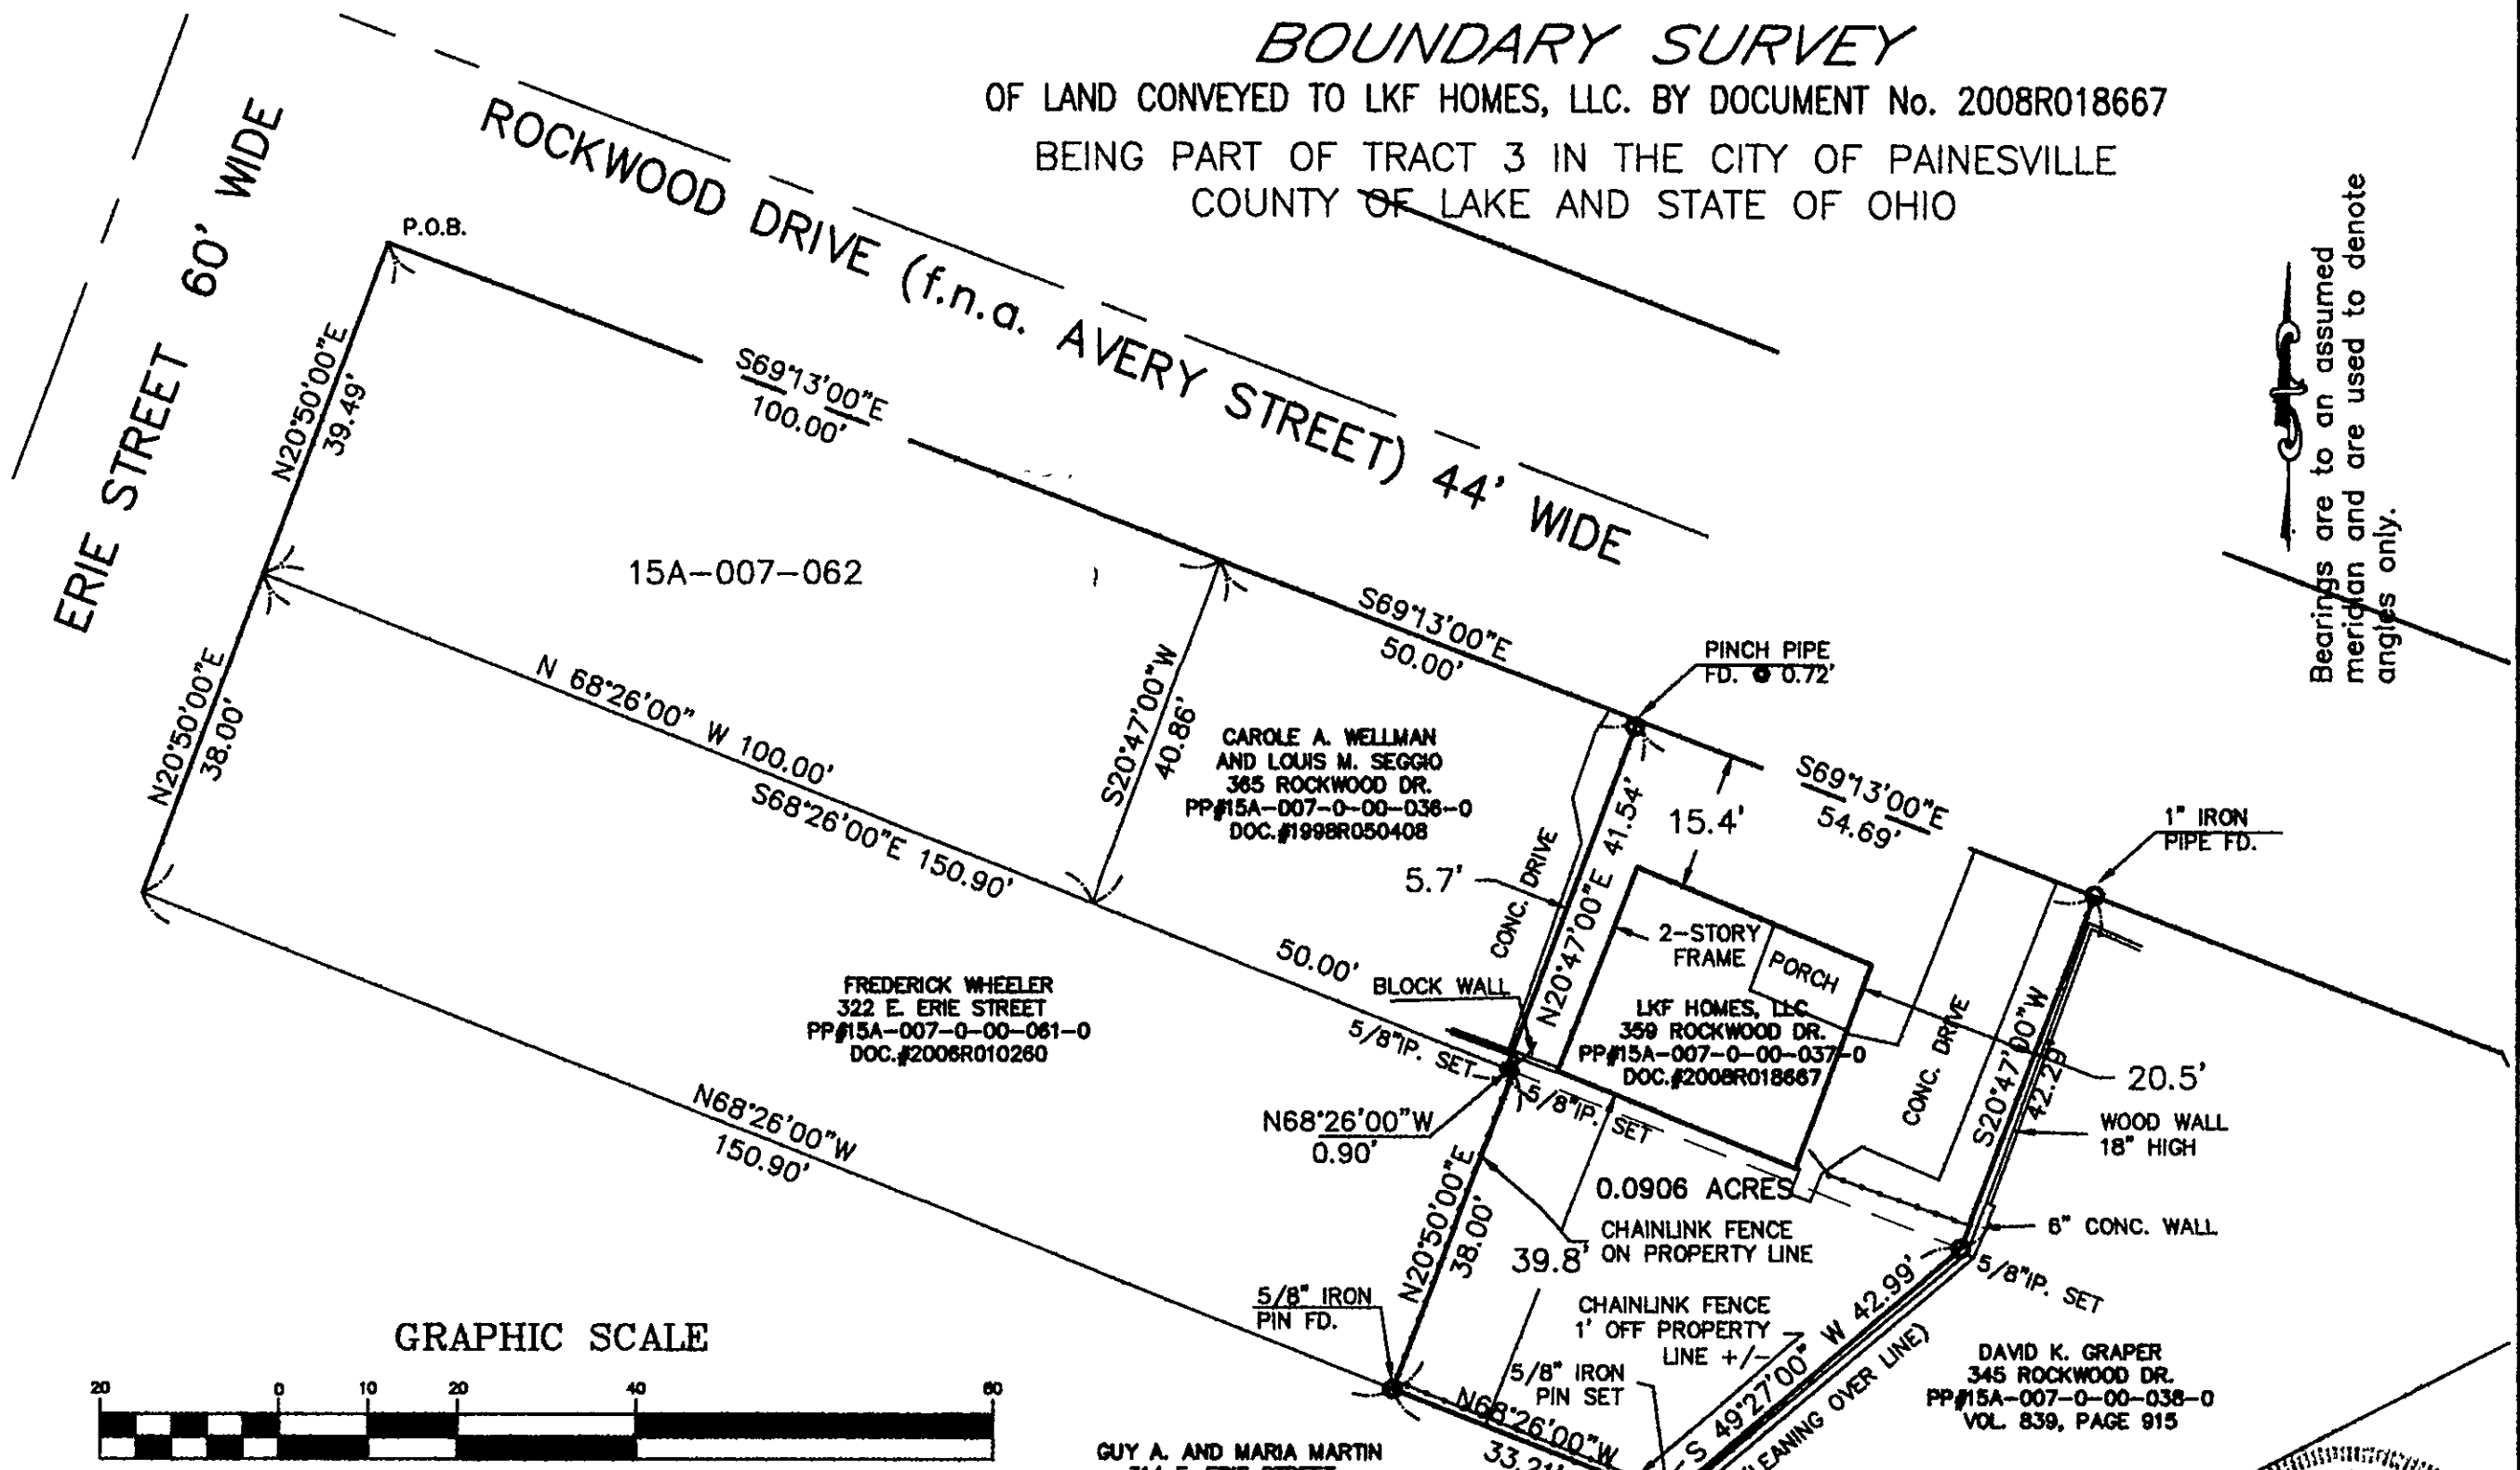 BOUNDARY SURVEY
OF LAND CONVEYED TO LKF HOMES, LLC. BY DOCUMENT No. 2008R018667
BEING PART OF TRACT 3 IN THE CITY OF PAINESVILLE
COUNTY OF LAKE AND STATE OF OHIO
ERIE STREET 60' WIDE
ROCKWOOD DRIVE (f.n.a. AVERY STREET) 44' WIDE
Bearings are to an assumed
meridian and are used to denote
angles only.
P.O.B.
N20°50'00"E
39.49'
S69°13'00"E
100.00'
15A-007-062
N20°50'00"E
38.00'
N 68°26'00" W 100.00'
S68°26'00"E 150.90'
S20°47'00"W
40.86'
S69°13'00"E
50.00'
PINCH PIPE
FD. @ 0.72'
CAROLE A. WELLMAN
AND LOUIS M. SEGGIO
365 ROCKWOOD DR.
PP#15A-007-0-00-036-0
DOC.#1998R050408
CONC. DRIVE
5.7'
N20°47'00"E 41.54'
15.4'
S69°13'00"E
54.69'
1" IRON
PIPE FD.
2-STORY
FRAME
PORCH
50.00'
BLOCK WALL
5/8"IP. SET
LKF HOMES, LLC
359 ROCKWOOD DR.
PP#15A-007-0-00-037-0
DOC.#2008R018667
CONC. DRIVE
S20°47'00"W
42.29'
20.5'
WOOD WALL
18" HIGH
FREDERICK WHEELER
322 E. ERIE STREET
PP#15A-007-0-00-061-0
DOC.#2006R010260
N68°26'00"W
150.90'
N68°26'00"W
0.90'
5/8"IP. SET
0.0906 ACRES
CHAINLINK FENCE
ON PROPERTY LINE
39.8'
N20°50'00"E
38.00'
6" CONC. WALL
5/8"IP. SET
5/8" IRON
PIN FD.
CHAINLINK FENCE
1' OFF PROPERTY
LINE +/-
5/8" IRON
PIN SET
S 49°27'00" W 42.99'
LEANING OVER LINE)
DAVID K. GRAPER
345 ROCKWOOD DR.
PP#15A-007-0-00-038-0
VOL. 839, PAGE 915
N68°26'00"W
33.21'
GRAPHIC SCALE
20 0 10 20 40 60
GUY A. AND MARIA MARTIN